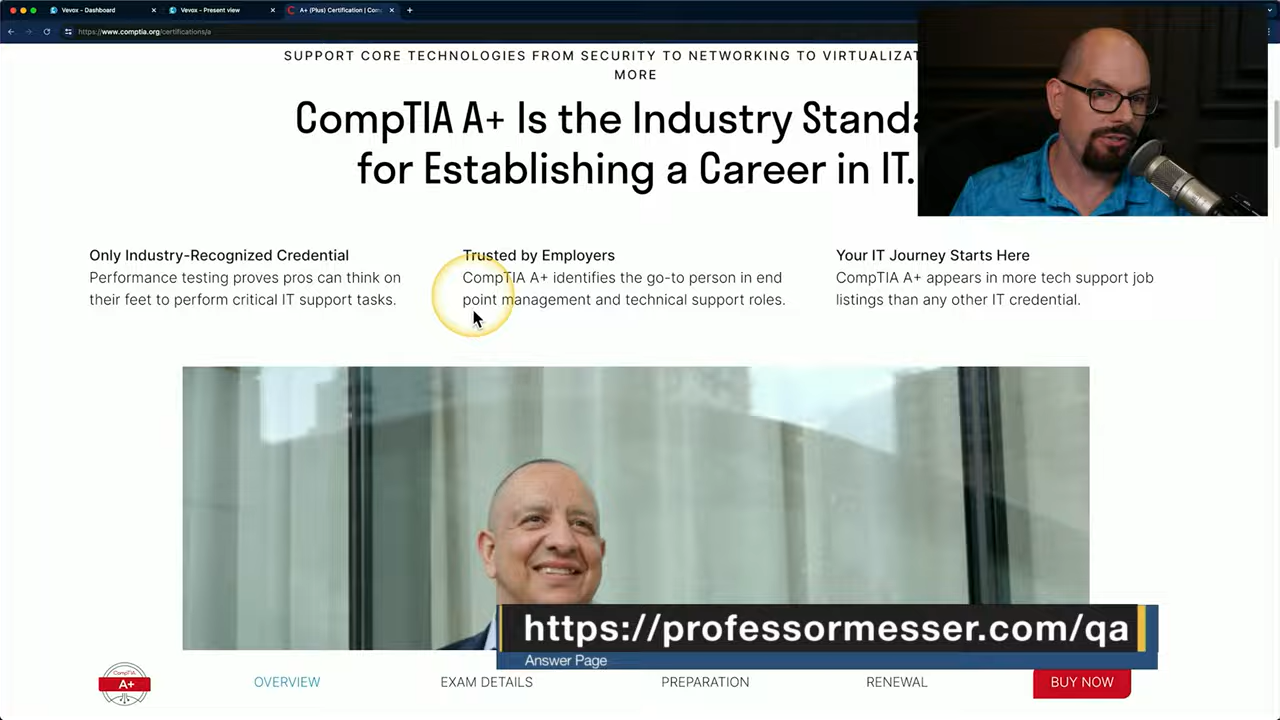 Vevox - Dashboard
Vevox - Present view
A+ (Plus) Certification | Com
https://www.comptia.org/certifications/a
SUPPORT CORE TECHNOLOGIES FROM SECURITY TO NETWORKING TO VIRTUALIZAT
MORE
CompTIA A+ Is the Industry Standa
for Establishing a Career in IT.
Only Industry-Recognized Credential
Performance testing proves pros can think on
their feet to perform critical IT support tasks.
Trusted by Employers
CompTIA A+ identifies the go-to person in end
point management and technical support roles.
Your IT Journey Starts Here
CompTIA A+ appears in more tech support job
listings than any other IT credential.
https://professormesser.com/qa
Answer Page
CompTIA
A+
OVERVIEW
EXAM DETAILS
PREPARATION
RENEWAL
BUY NOW